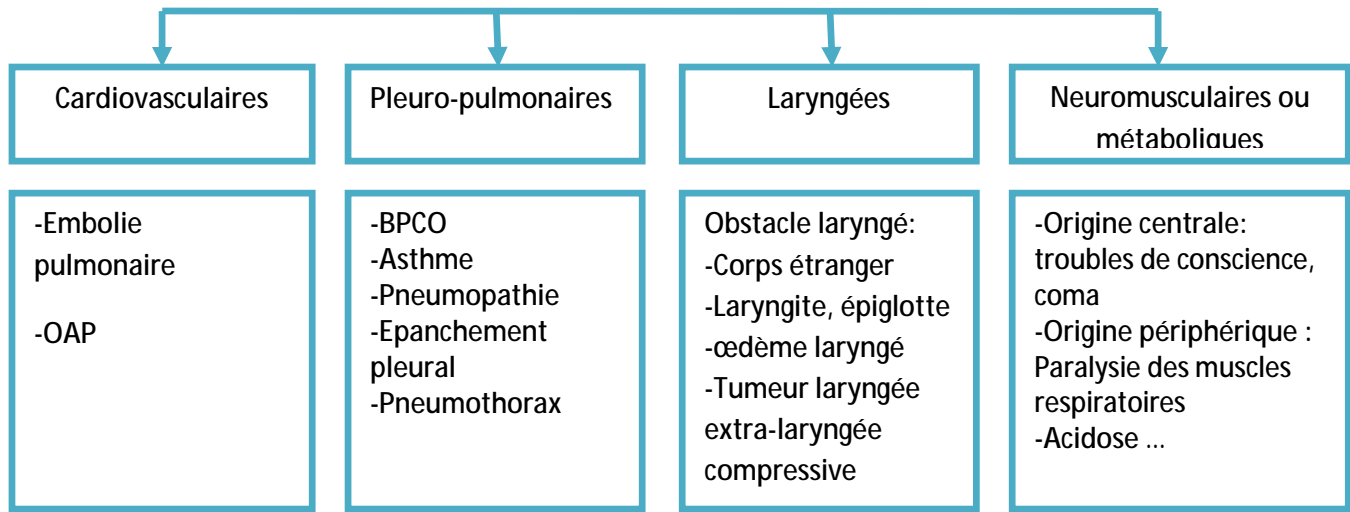 Cardiovasculaires
Pleuro-pulmonaires
Laryngées
Neuromusculaires ou
métaboliques
-Embolie
pulmonaire
-OAP
-BPCO
-Asthme
-Pneumopathie
-Epanchement
pleural
-Pneumothorax
Obstacle laryngé:
-Corps étranger
-Laryngite, épiglotte
-œdème laryngé
-Tumeur laryngée
extra-laryngée
compressive
-Origine centrale:
troubles de conscience,
coma
-Origine périphérique :
Paralysie des muscles
respiratoires
-Acidose ...